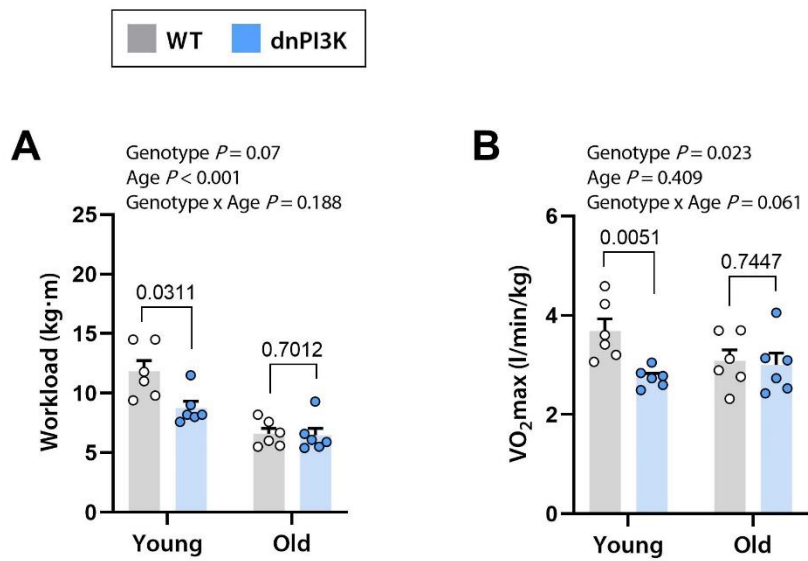 WT dnPI3K
A
Genotype P = 0.07
Age P < 0.001
Genotype x Age P = 0.188
25
20
15
10
5
0
Workload (kg·m)
0.0311
0.7012
Young Old
B
Genotype P = 0.023
Age P = 0.409
Genotype x Age P = 0.061
6
4
2
0
VO₂max (l/min/kg)
0.0051
0.7447
Young Old